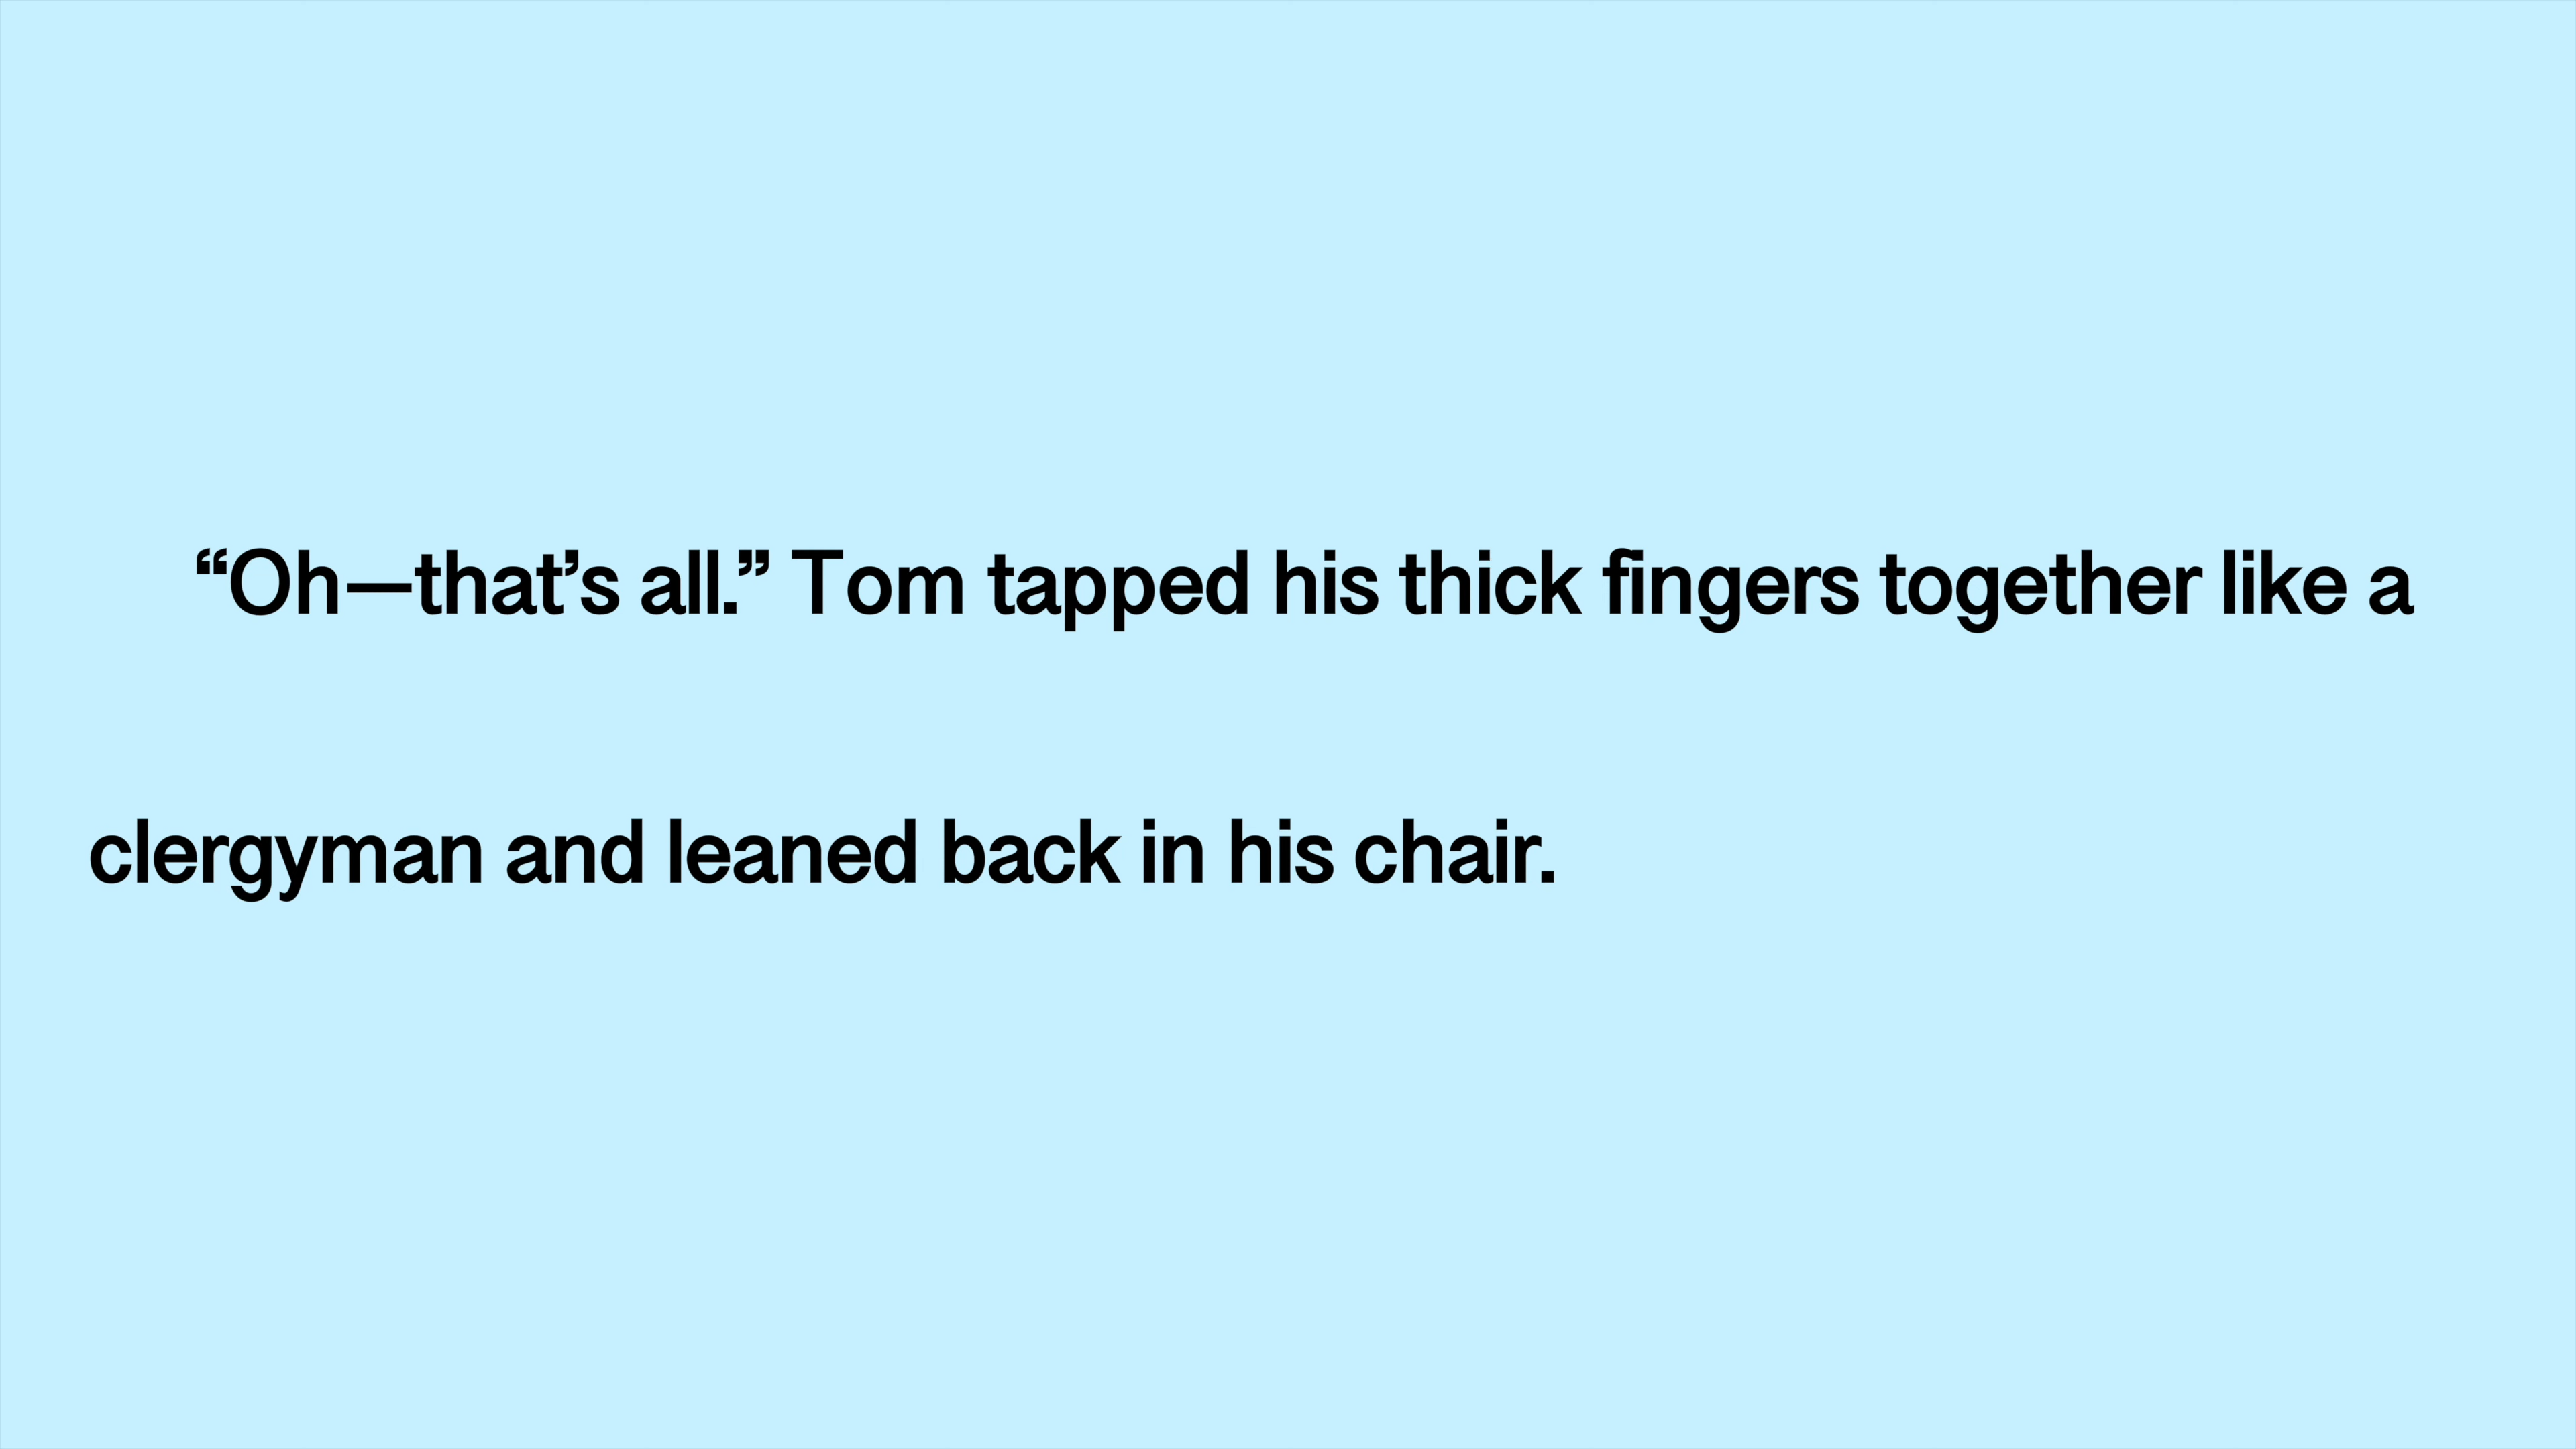 “Oh—that’s all.” Tom tapped his thick fingers together like a
clergyman and leaned back in his chair.